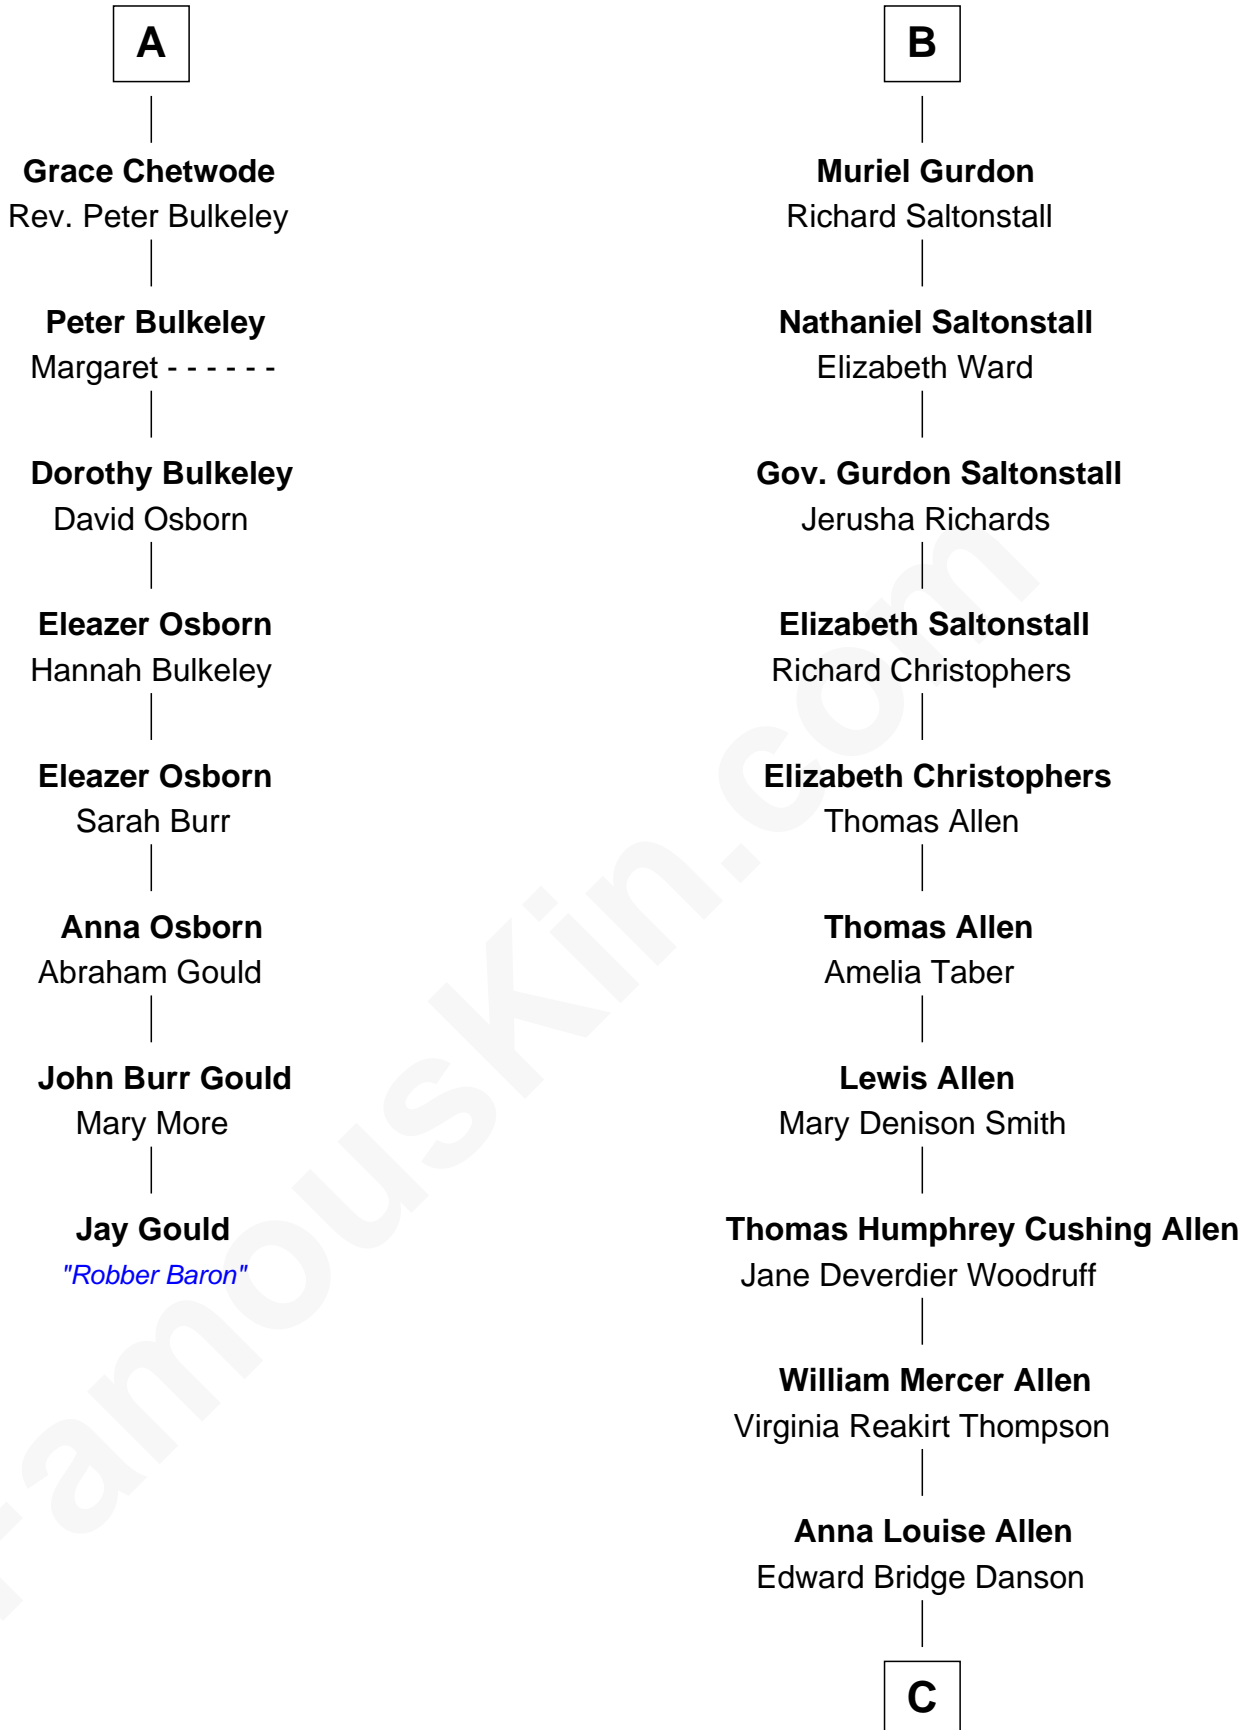 A
Grace Chetwode
Rev. Peter Bulkeley
Peter Bulkeley
Margaret - - - - - -
Dorothy Bulkeley
David Osborn
Eleazer Osborn
Hannah Bulkeley
Eleazer Osborn
Sarah Burr
Anna Osborn
Abraham Gould
John Burr Gould
Mary More
Jay Gould
"Robber Baron"
B
Muriel Gurdon
Richard Saltonstall
Nathaniel Saltonstall
Elizabeth Ward
Gov. Gurdon Saltonstall
Jerusha Richards
Elizabeth Saltonstall
Richard Christophers
Elizabeth Christophers
Thomas Allen
Thomas Allen
Amelia Taber
Lewis Allen
Mary Denison Smith
Thomas Humphrey Cushing Allen
Jane Deverdier Woodruff
William Mercer Allen
Virginia Reakirt Thompson
Anna Louise Allen
Edward Bridge Danson
C
FamousKin.com